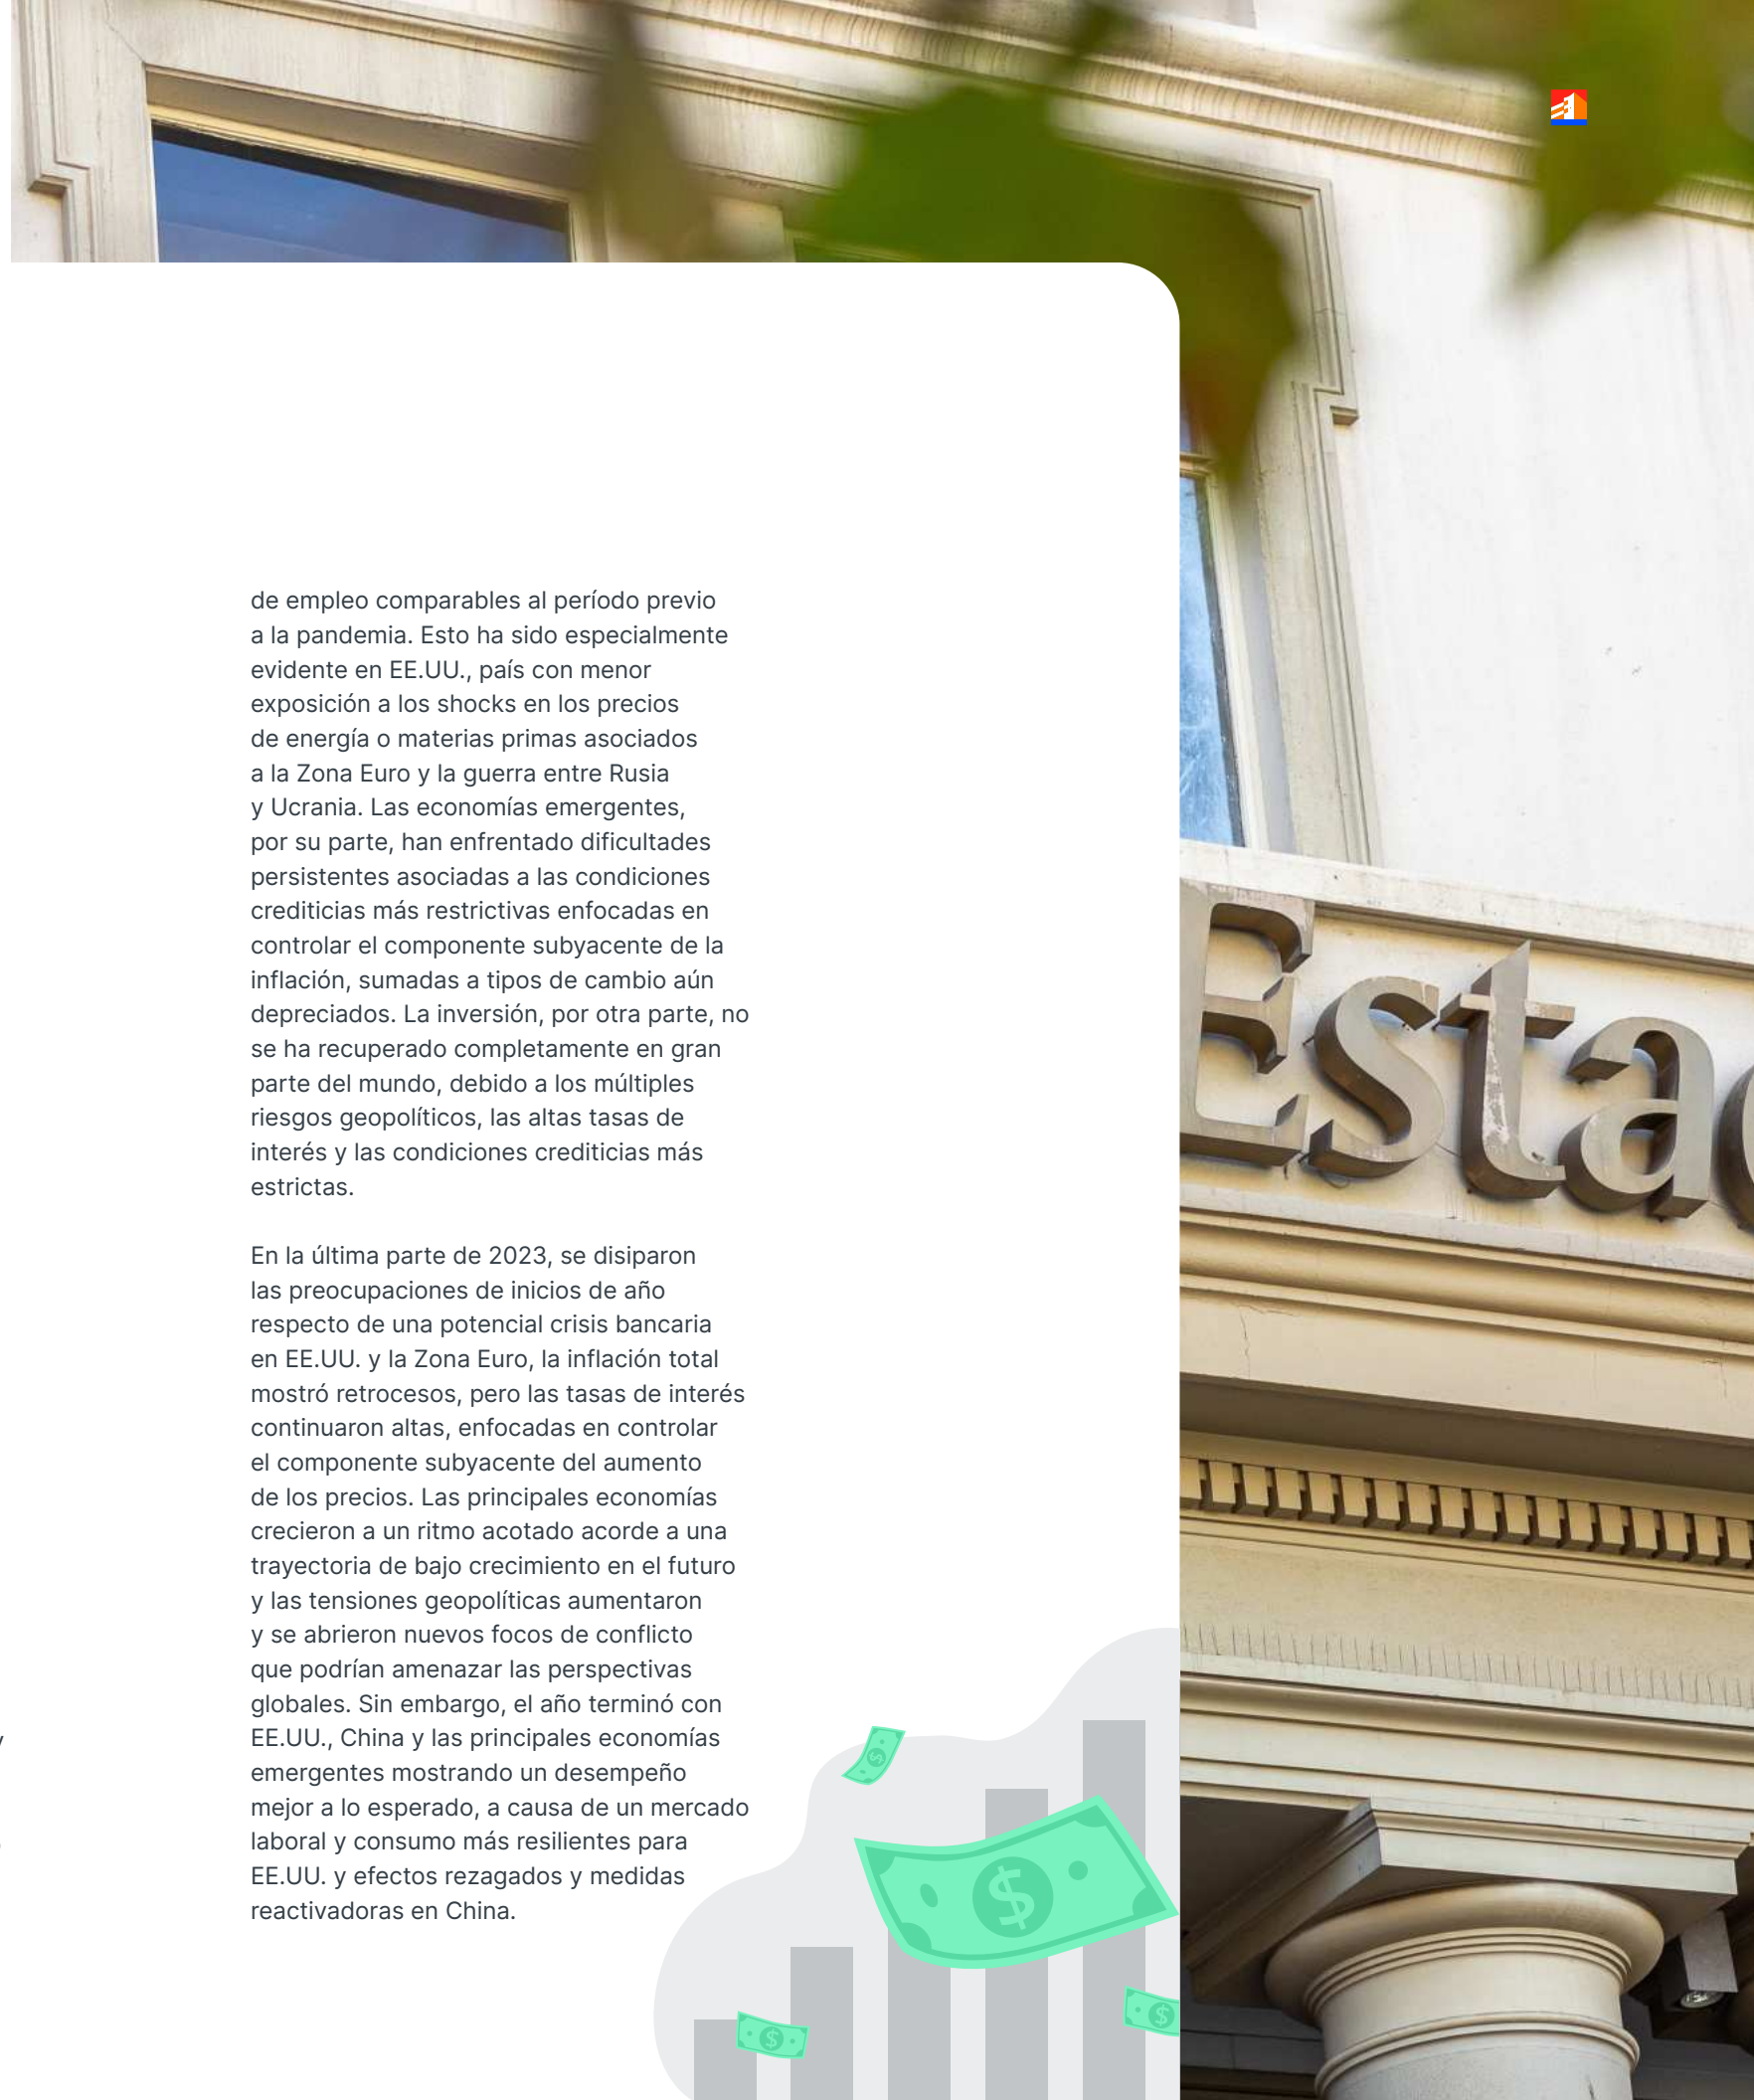 de empleo comparables al período previo
a la pandemia. Esto ha sido especialmente
evidente en EE.UU., país con menor
exposición a los shocks en los precios
de energía o materias primas asociados
a la Zona Euro y la guerra entre Rusia
y Ucrania. Las economías emergentes,
por su parte, han enfrentado dificultades
persistentes asociadas a las condiciones
crediticias más restrictivas enfocadas en
controlar el componente subyacente de la
inflación, sumadas a tipos de cambio aún
depreciados. La inversión, por otra parte, no
se ha recuperado completamente en gran
parte del mundo, debido a los múltiples
riesgos geopolíticos, las altas tasas de
interés y las condiciones crediticias más
estrictas.
En la última parte de 2023, se disiparon
las preocupaciones de inicios de año
respecto de una potencial crisis bancaria
en EE.UU. y la Zona Euro, la inflación total
mostró retrocesos, pero las tasas de interés
continuaron altas, enfocadas en controlar
el componente subyacente del aumento
de los precios. Las principales economías
crecieron a un ritmo acotado acorde a una
trayectoria de bajo crecimiento en el futuro
y las tensiones geopolíticas aumentaron
y se abrieron nuevos focos de conflicto
que podrían amenazar las perspectivas
globales. Sin embargo, el año terminó con
EE.UU., China y las principales economías
emergentes mostrando un desempeño
mejor a lo esperado, a causa de un mercado
laboral y consumo más resilientes para
EE.UU. y efectos rezagados y medidas
reactivadoras en China.
Esta
$
$
$
$